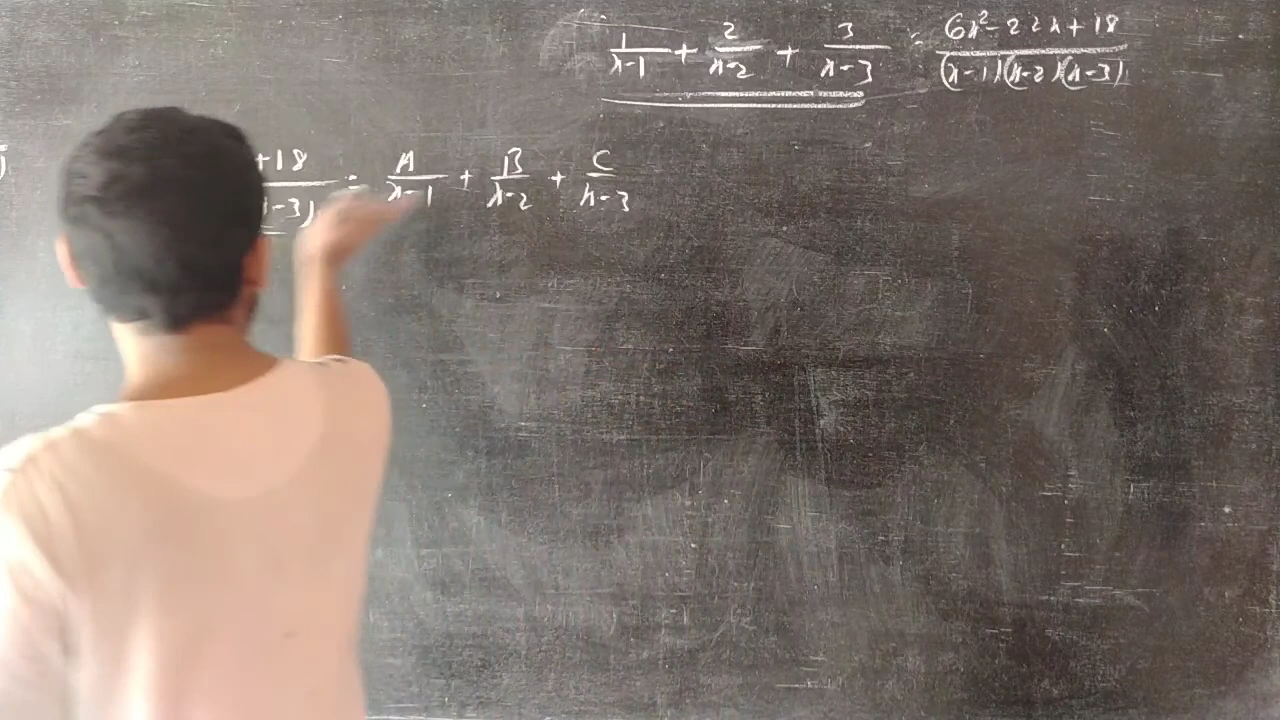 1/(x-1) + 2/(x-2) + 3/(x-3) = (6x²-22x+18)/((x-1)(x-2)(x-3))
+18/-3) = A/(x-1) + B/(x-2) + C/(x-3)